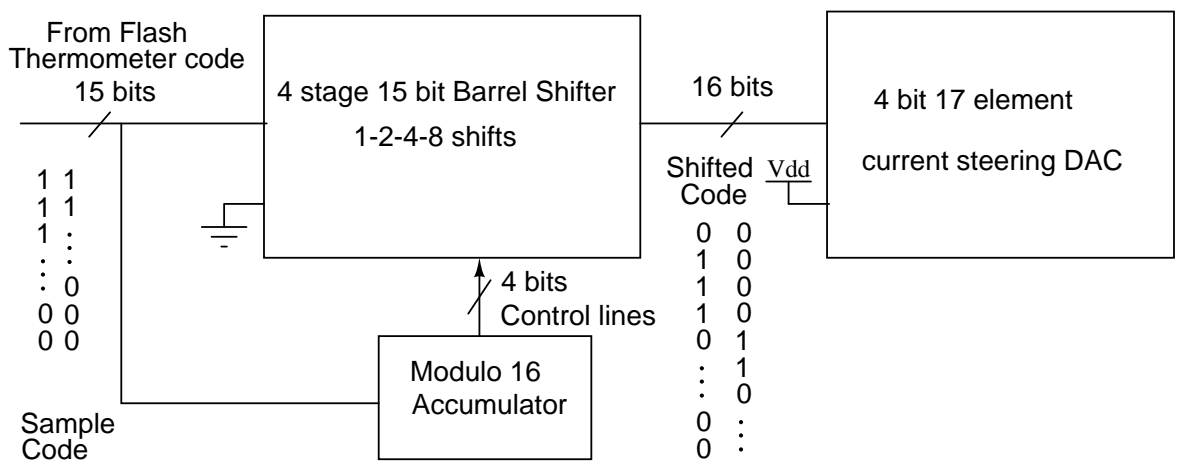 From Flash
Thermometer code
15 bits
4 stage 15 bit Barrel Shifter
1-2-4-8 shifts
16 bits
4 bit 17 element
current steering DAC
Vdd
Shifted
Code
1 1
1 1
1 :
: :
: 0
0 0
0 0
Sample
Code
4 bits
Control lines
Modulo 16
Accumulator
0 0
1 0
1 0
1 0
0 1
: 1
: 0
0 :
0 :